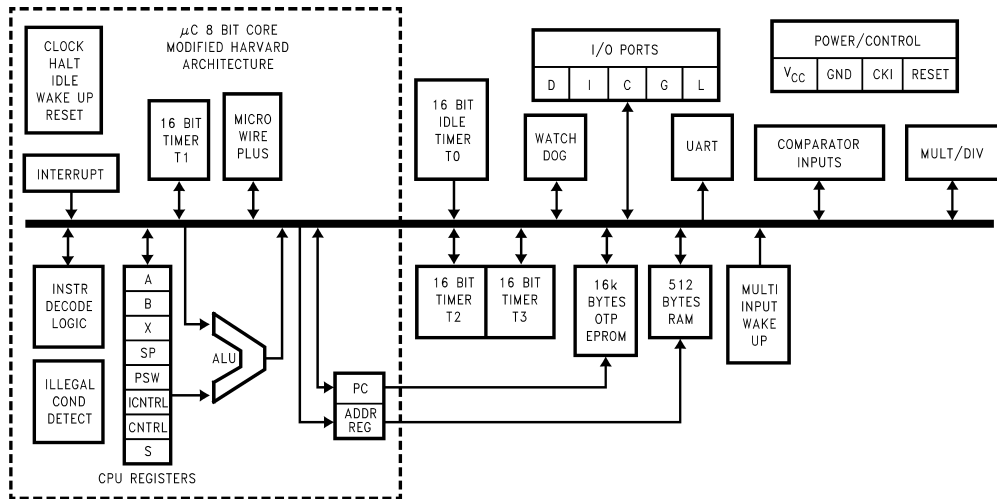 μC 8 BIT CORE
MODIFIED HARVARD
ARCHITECTURE
CLOCK
HALT
IDLE
WAKE UP
RESET
INTERRUPT
16 BIT
TIMER
T1
MICRO
WIRE
PLUS
16 BIT
IDLE
TIMER
T0
WATCH
DOG
I/O PORTS
D I C G L
UART
POWER/CONTROL
VCC GND CKI RESET
COMPARATOR
INPUTS
MULT/DIV
INSTR
DECODE
LOGIC
ILLEGAL
COND
DETECT
A
B
X
SP
PSW
ICNTRL
CNTRL
S
CPU REGISTERS
ALU
PC
ADDR
REG
16 BIT
TIMER
T2
16 BIT
TIMER
T3
16k
BYTES
OTP
EPROM
512
BYTES
RAM
MULTI
INPUT
WAKE
UP